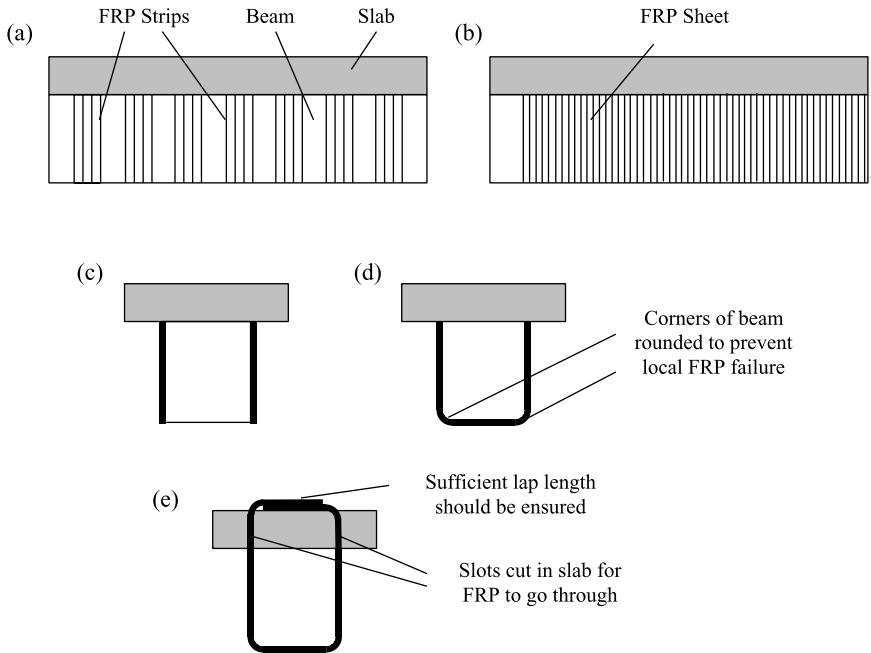 FRP Strips
Beam
Slab
(a)
(b)
FRP Sheet
(c)
(d)
Corners of beam
rounded to prevent
local FRP failure
(e)
Sufficient lap length
should be ensured
Slots cut in slab for
FRP to go through